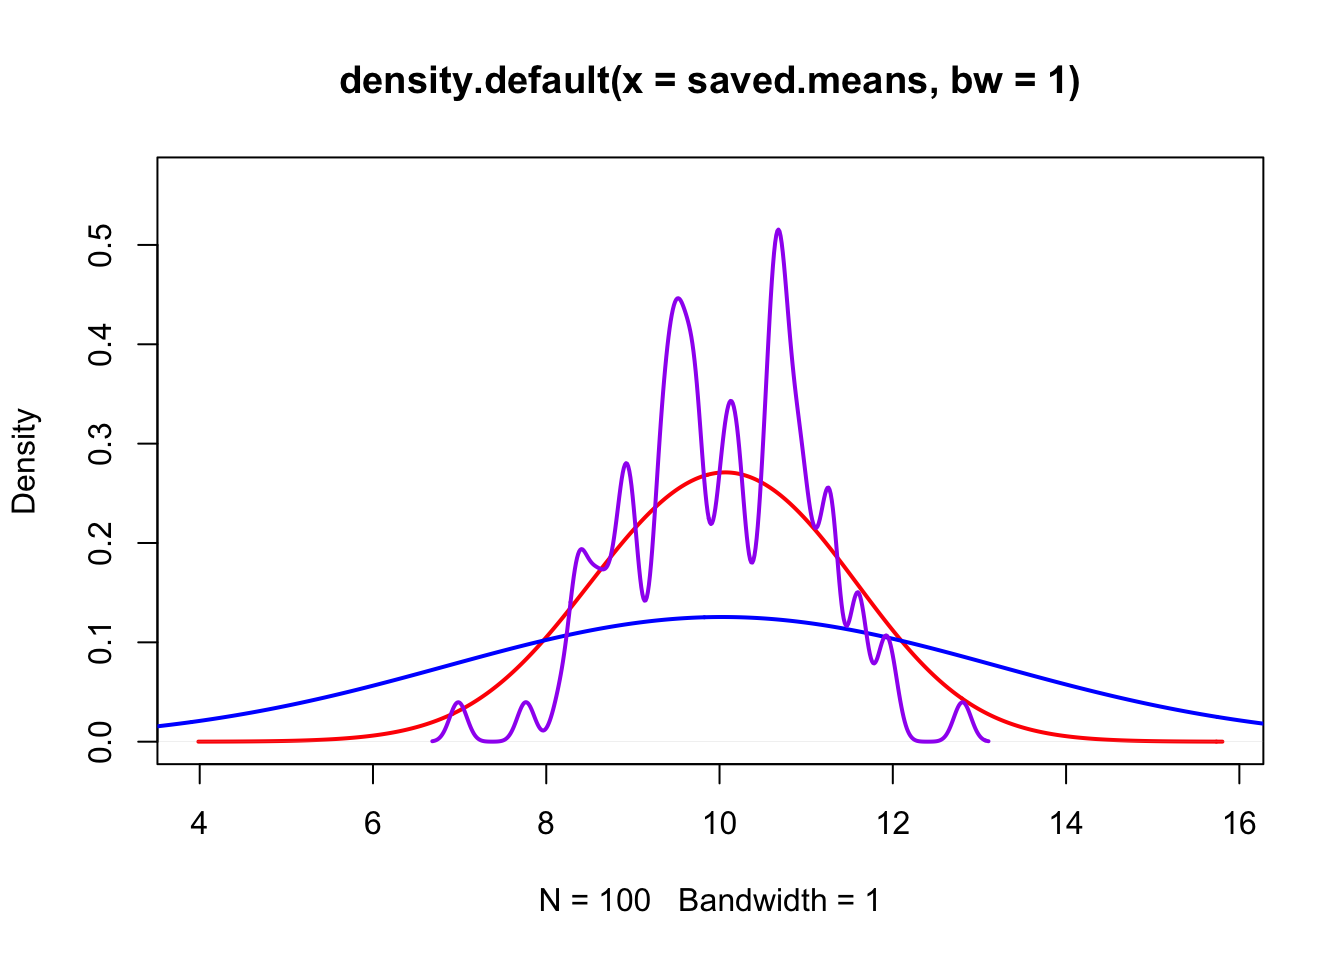 density.default(x = saved.means, bw = 1)
Density
0.5
0.4
0.3
0.2
0.1
0.0
4 6 8 10 12 14 16
N = 100 Bandwidth = 1